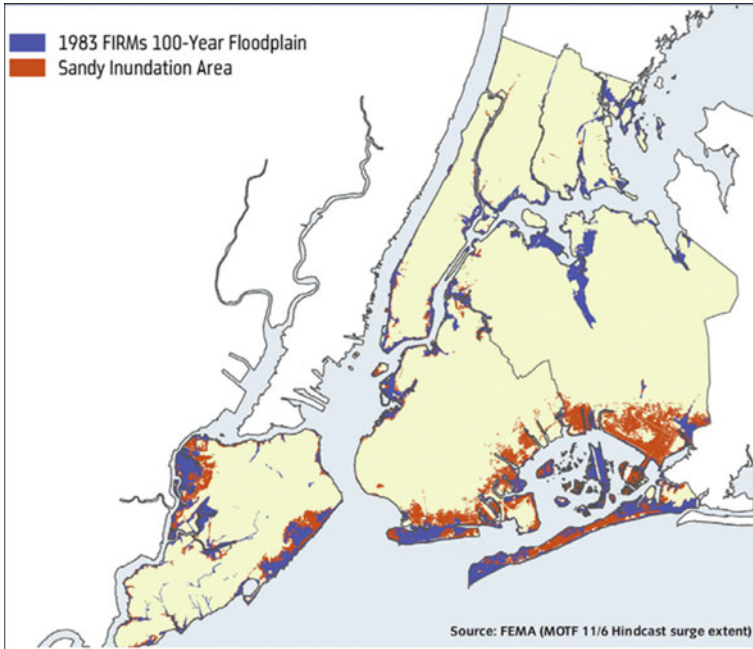 1983 FIRMs 100-Year Floodplain
Sandy Inundation Area
Source: FEMA (MOTF 11/6 Hindcast surge extent)